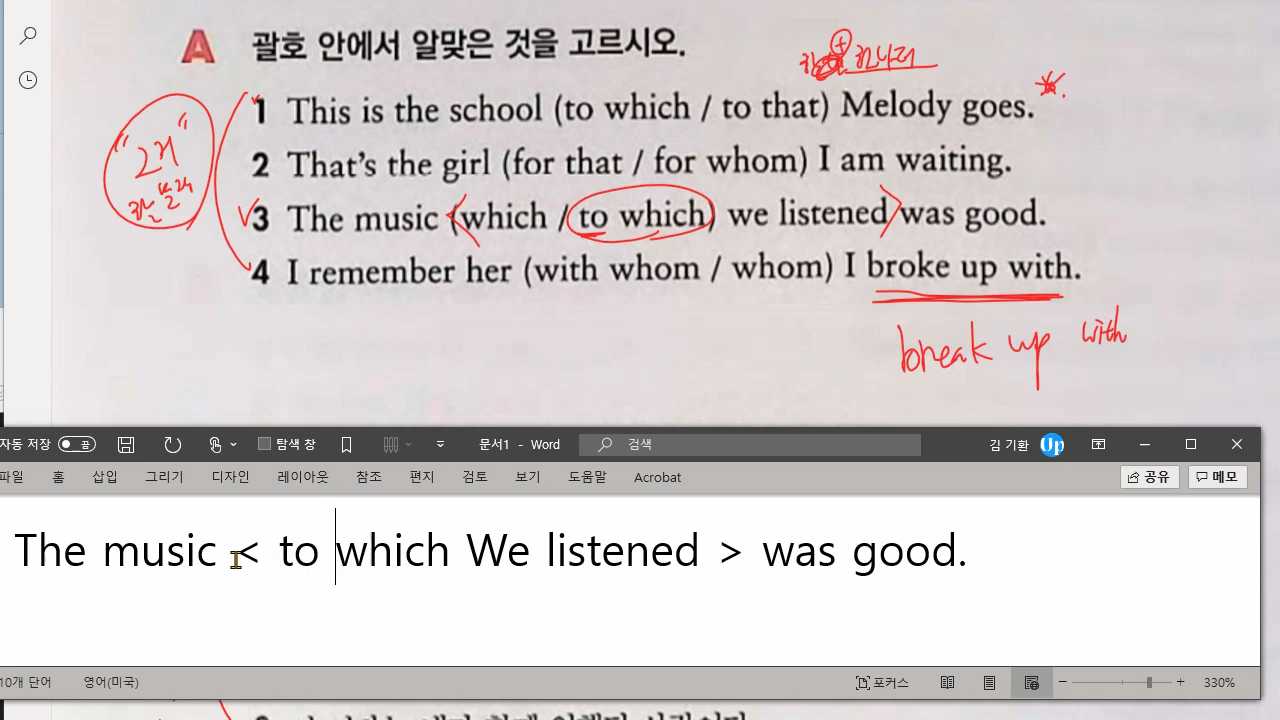 A 괄호 안에서 알맞은 것을 고르시오.
1 This is the school (to which / to that) Melody goes.
2 That's the girl (for that / for whom) I am waiting.
3 The music (which / to which) we listened was good.
4 I remember her (with whom / whom) I broke up with.
break up with
자동 저장 끔 탐색 창 문서1 - Word 검색 김 기환 Up
파일 홈 삽입 그리기 디자인 레이아웃 참조 편지 검토 보기 도움말 Acrobat 공유 메모
The music < to which We listened > was good.
10개 단어 영어(미국) 포커스 330%